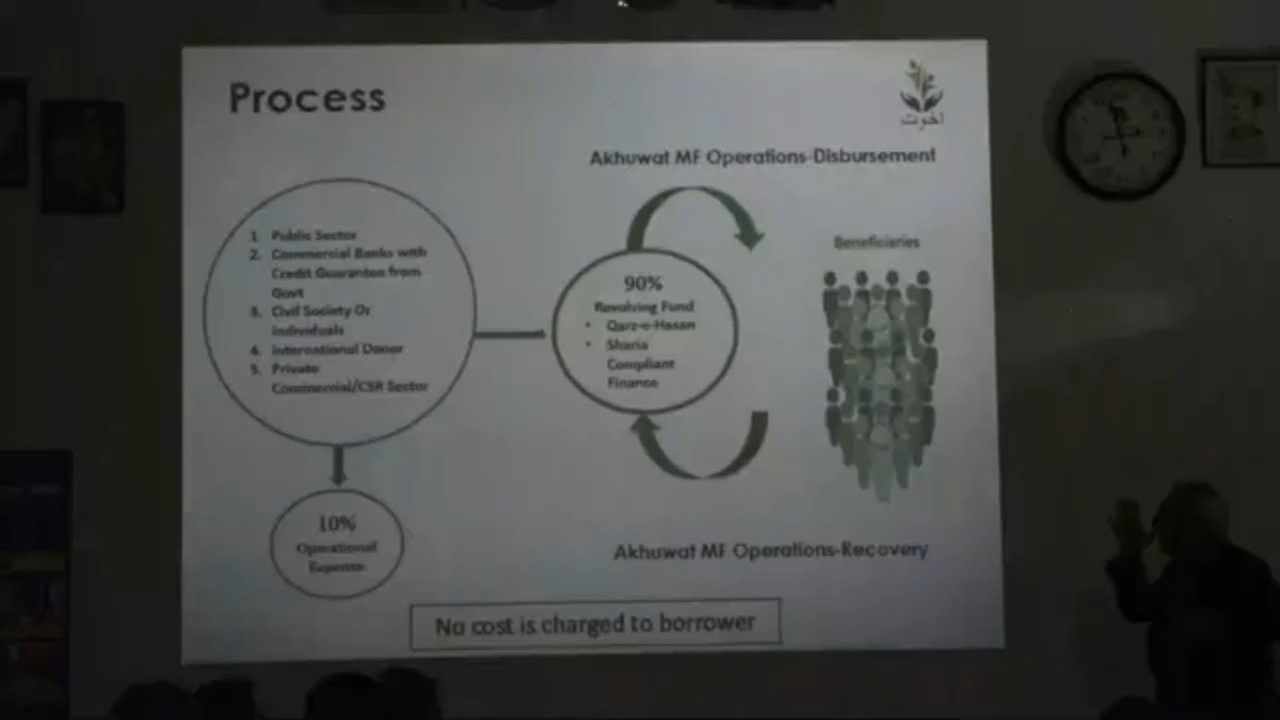 Process
اخوت
Akhuwat MF Operations-Disbursement
1. Public Sector
2. Commercial Banks with
Credit Guarantee from
Govt
3. Civil Society Or
Individuals
4. International Donor
5. Private
Commercial/CSR Sector
90%
Revolving Fund
• Qarz-e-Hasan
• Sharia
Compliant
Finance
Beneficiaries
10%
Operational
Expense
Akhuwat MF Operations-Recovery
No cost is charged to borrower